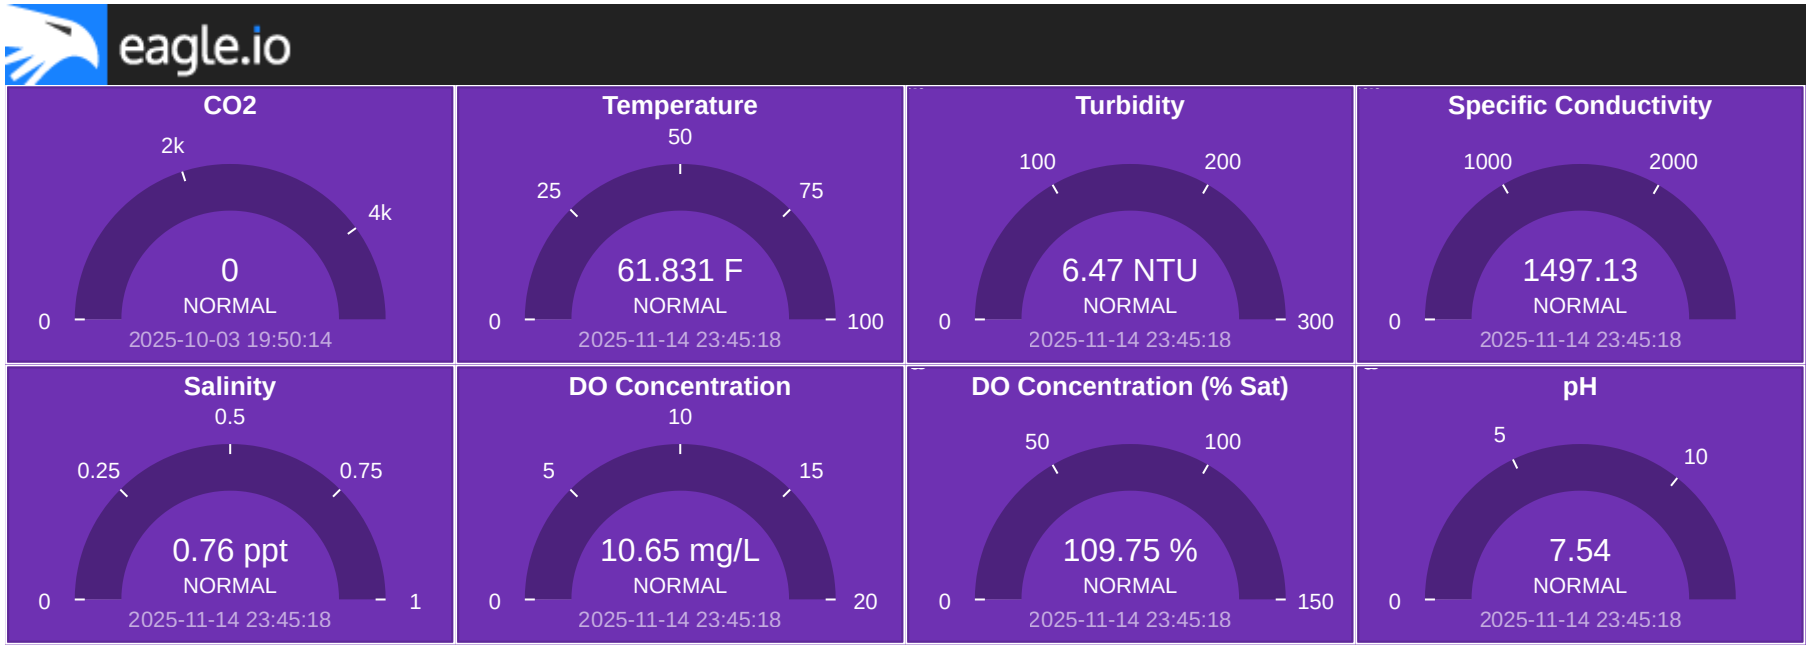 eagle.io
CO2
2k
4k
0
0
NORMAL
2025-10-03 19:50:14
Temperature
50
25
75
61.831 F
NORMAL
0
100
2025-11-14 23:45:18
Turbidity
100
200
6.47 NTU
NORMAL
0
300
2025-11-14 23:45:18
Specific Conductivity
1000
2000
1497.13
NORMAL
0
2025-11-14 23:45:18
Salinity
0.5
0.25
0.75
0.76 ppt
NORMAL
0
1
2025-11-14 23:45:18
DO Concentration
10
5
15
10.65 mg/L
NORMAL
0
20
2025-11-14 23:45:18
DO Concentration (% Sat)
50
100
109.75 %
NORMAL
0
150
2025-11-14 23:45:18
pH
5
10
7.54
NORMAL
0
2025-11-14 23:45:18